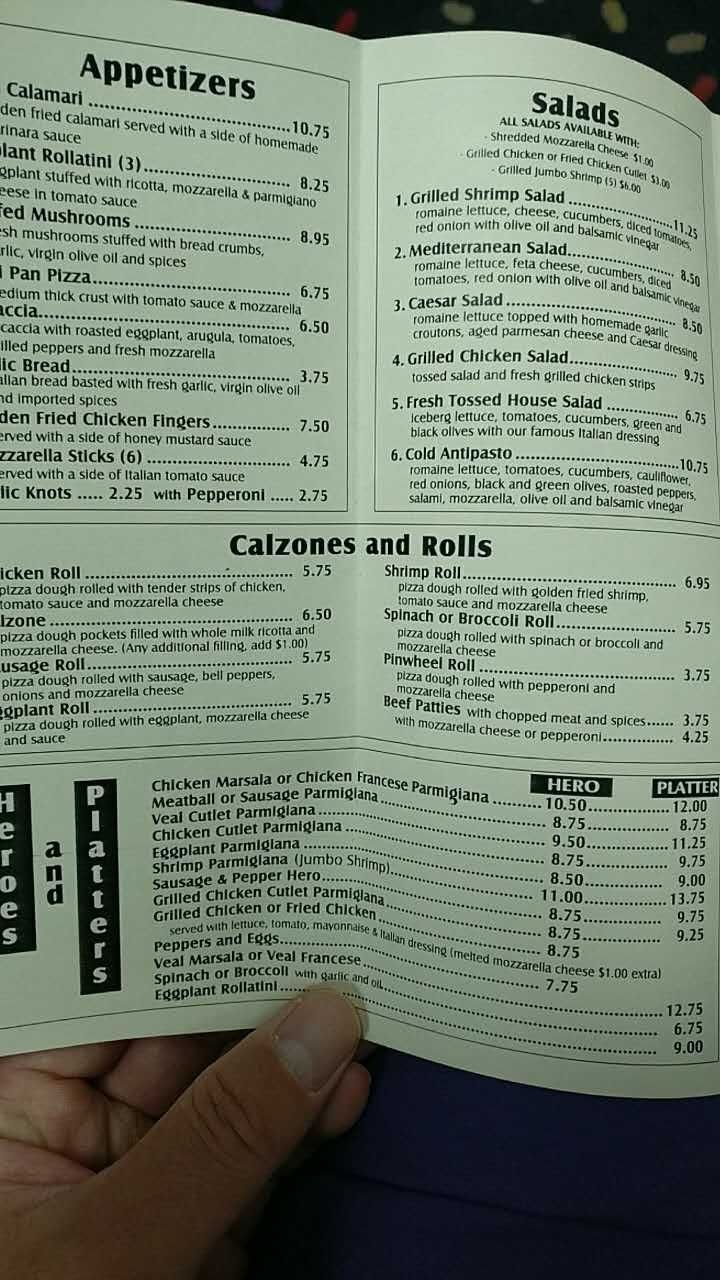 Appetizers
Calamari ..........10.75
den fried calamari served with a side of homemade
rinara sauce
lant Rollatini (3).......... 8.25
gplant stuffed with ricotta, mozzarella & parmigiano
eese in tomato sauce
fed Mushrooms .......... 8.95
esh mushrooms stuffed with bread crumbs,
rlic, virgin olive oil and spices
Pan Pizza.......... 6.75
edium thick crust with tomato sauce & mozzarella
accia.......... 6.50
caccia with roasted eggplant, arugula, tomatoes,
illed peppers and fresh mozzarella
lic Bread.......... 3.75
alian bread basted with fresh garlic, virgin olive oil
nd imported spices
den Fried Chicken Fingers.......... 7.50
erved with a side of honey mustard sauce
zzarella Sticks (6) .......... 4.75
erved with a side of Italian tomato sauce
lic Knots ..... 2.25 with Pepperoni ..... 2.75
Salads
ALL SALADS AVAILABLE WITH:
- Shredded Mozzarella Cheese $1.00
- Grilled Chicken or Fried Chicken Cutlet $3.00
- Grilled Jumbo Shrimp (5) $6.00
1. Grilled Shrimp Salad ..........11.25
romaine lettuce, cheese, cucumbers, diced tomatoes,
red onion with olive oil and balsamic vinegar
2. Mediterranean Salad.......... 8.50
romaine lettuce, feta cheese, cucumbers, diced
tomatoes, red onion with olive oil and balsamic vinegar
3. Caesar Salad .......... 8.50
romaine lettuce topped with homemade garlic
croutons, aged parmesan cheese and Caesar dressing
4. Grilled Chicken Salad.......... 9.75
tossed salad and fresh grilled chicken strips
5. Fresh Tossed House Salad .......... 6.75
iceberg lettuce, tomatoes, cucumbers, green and
black olives with our famous Italian dressing
6. Cold Antipasto ..........10.75
romaine lettuce, tomatoes, cucumbers, cauliflower,
red onions, black and green olives, roasted peppers,
salami, mozzarella, olive oil and balsamic vinegar
Calzones and Rolls
icken Roll .......... 5.75
pizza dough rolled with tender strips of chicken,
tomato sauce and mozzarella cheese
lzone .......... 6.50
pizza dough pockets filled with whole milk ricotta and
mozzarella cheese. (Any additional filling, add $1.00)
usage Roll.......... 5.75
pizza dough rolled with sausage, bell peppers,
onions and mozzarella cheese
ggplant Roll .......... 5.75
pizza dough rolled with eggplant, mozzarella cheese
and sauce
Shrimp Roll.......... 6.95
pizza dough rolled with golden fried shrimp,
tomato sauce and mozzarella cheese
Spinach or Broccoli Roll .......... 5.75
pizza dough rolled with spinach or broccoli and
mozzarella cheese
Pinwheel Roll .......... 3.75
pizza dough rolled with pepperoni and
mozzarella cheese
Beef Patties with chopped meat and spices...... 3.75
with mozzarella cheese or pepperoni.......... 4.25
Heroes
and
Platters
HERO PLATTER
Chicken Marsala or Chicken Francese Parmigiana .......... 10.50.......... 12.00
Meatball or Sausage Parmigiana .......... 8.75.......... 8.75
Veal Cutlet Parmigiana .......... 9.50.......... 11.25
Chicken Cutlet Parmigiana .......... 8.75.......... 9.75
Eggplant Parmigiana .......... 8.50.......... 9.00
Shrimp Parmigiana (Jumbo Shrimp).......... 11.00.......... 13.75
Sausage & Pepper Hero.......... 8.75.......... 9.75
Grilled Chicken Cutlet Parmigiana.......... 8.75.......... 9.25
Grilled Chicken or Fried Chicken .......... 8.75
served with lettuce, tomato, mayonnaise & Italian dressing (melted mozzarella cheese $1.00 extra)
Peppers and Eggs.......... 7.75
Veal Marsala or Veal Francese.......... 12.75
Spinach or Broccoli with garlic and oil.......... 6.75
Eggplant Rollatini.......... 9.00